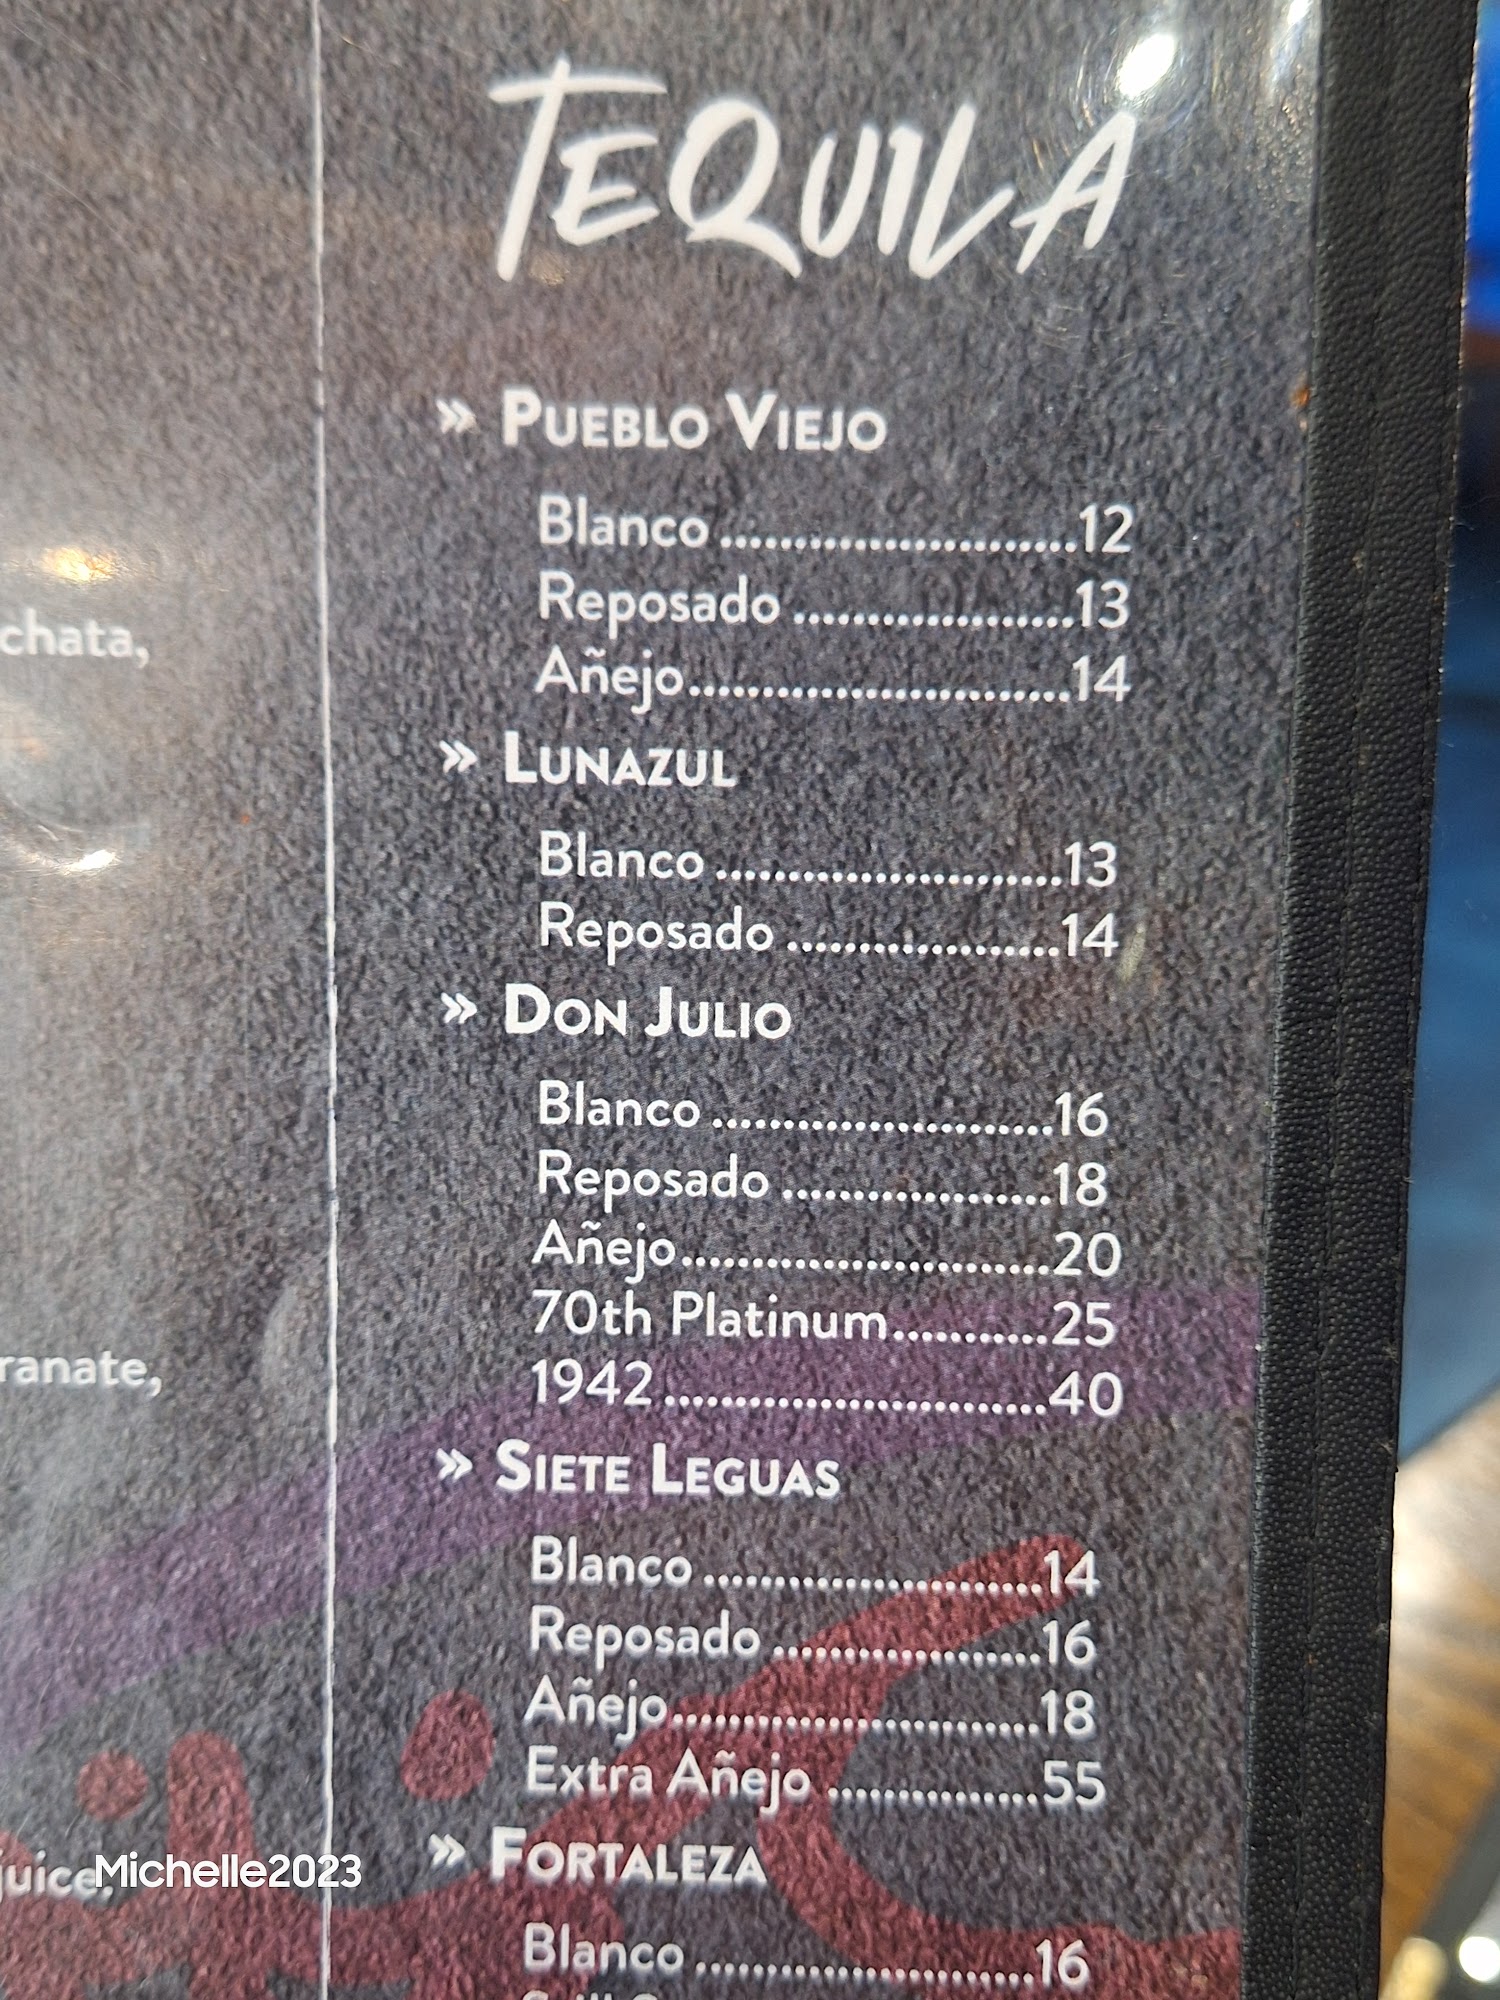 TEQUILA
» PUEBLO VIEJO
Blanco........................12
Reposado....................13
Añejo...........................14
» LUNAZUL
Blanco........................13
Reposado...................14
» DON JULIO
Blanco........................16
Reposado...................18
Añejo..........................20
70th Platinum...........25
1942...........................40
» SIETE LEGUAS
Blanco........................14
Reposado...................16
Añejo..........................18
Extra Añejo...............55
» FORTALEZA
Blanco........................16
chata,
ranate,
juice,
Michelle2023